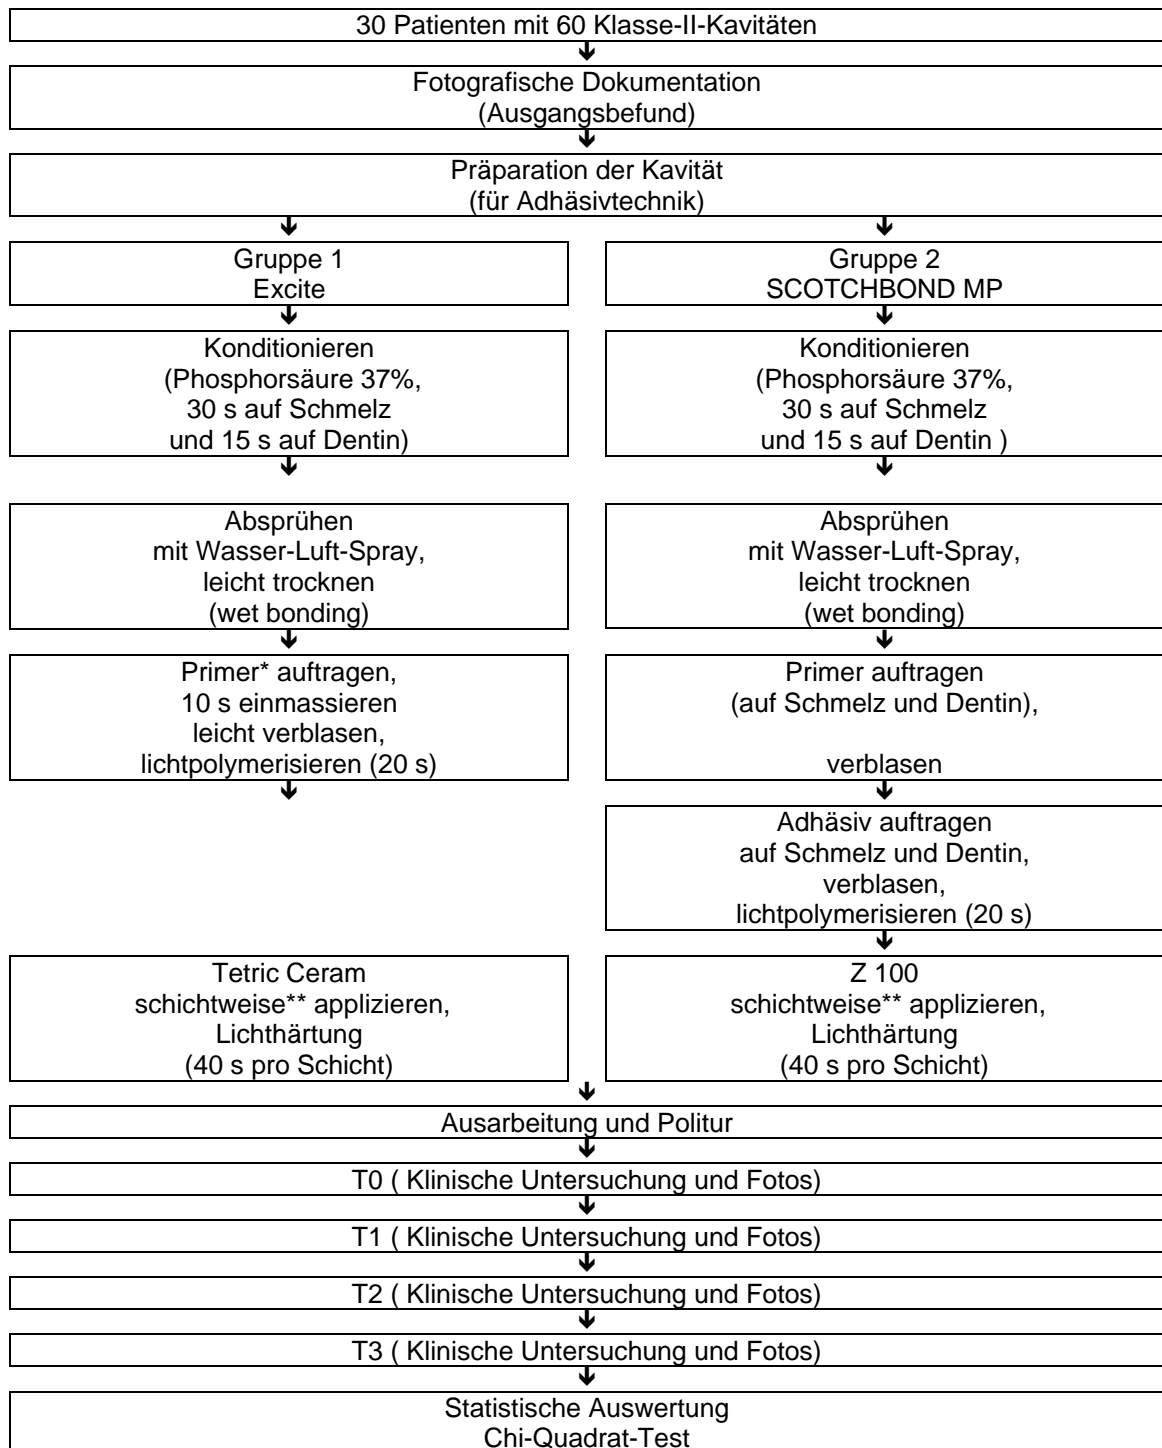 30 Patienten mit 60 Klasse-II-Kavitäten
Fotografische Dokumentation
(Ausgangsbefund)
Präparation der Kavität
(für Adhäsivtechnik)
Gruppe 1
Excite
Gruppe 2
SCOTCHBOND MP
Konditionieren
(Phosphorsäure 37%,
30 s auf Schmelz
und 15 s auf Dentin)
Konditionieren
(Phosphorsäure 37%,
30 s auf Schmelz
und 15 s auf Dentin )
Absprühen
mit Wasser-Luft-Spray,
leicht trocknen
(wet bonding)
Absprühen
mit Wasser-Luft-Spray,
leicht trocknen
(wet bonding)
Primer* auftragen,
10 s einmassieren
leicht verblasen,
lichtpolymerisieren (20 s)
Primer auftragen
(auf Schmelz und Dentin),
verblasen
Adhäsiv auftragen
auf Schmelz und Dentin,
verblasen,
lichtpolymerisieren (20 s)
Tetric Ceram
schichtweise** applizieren,
Lichthärtung
(40 s pro Schicht)
Z 100
schichtweise** applizieren,
Lichthärtung
(40 s pro Schicht)
Ausarbeitung und Politur
T0 ( Klinische Untersuchung und Fotos)
T1 ( Klinische Untersuchung und Fotos)
T2 ( Klinische Untersuchung und Fotos)
T3 ( Klinische Untersuchung und Fotos)
Statistische Auswertung
Chi-Quadrat-Test